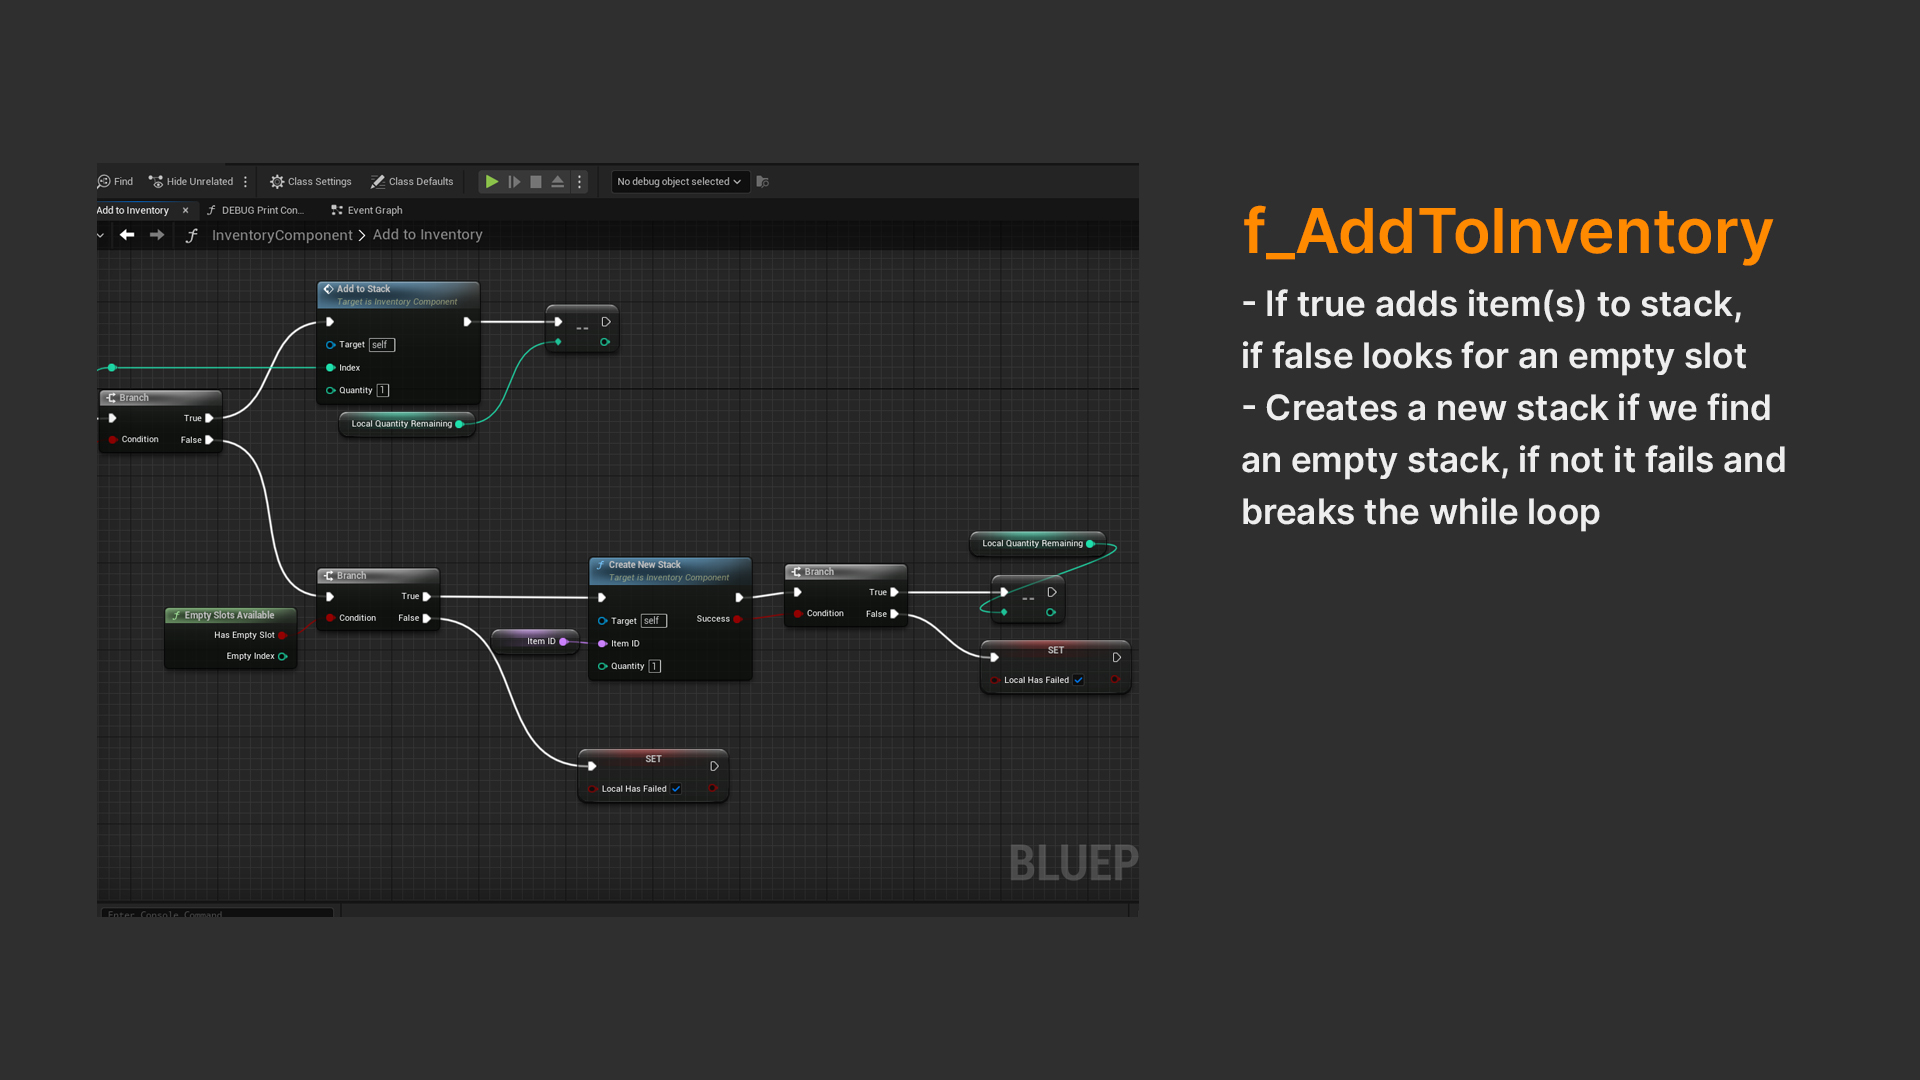 Find
Hide Unrelated
Class Settings
Class Defaults
No debug object selected
Add to Inventory
DEBUG Print Con...
Event Graph
InventoryComponent > Add to Inventory
Add to Stack
Target is Inventory Component
Target self
Index
Quantity 1
--
Local Quantity Remaining
Branch
True
Condition False
Branch
True
Condition False
Empty Slots Available
Has Empty Slot
Empty Index
Item ID
Create New Stack
Target is Inventory Component
Target self Success
Item ID
Quantity 1
Branch
True
Condition False
Local Quantity Remaining
--
SET
Local Has Failed
SET
Local Has Failed
BLUEP
Enter Console Command
f_AddToInventory
- If true adds item(s) to stack,
if false looks for an empty slot
- Creates a new stack if we find
an empty stack, if not it fails and
breaks the while loop